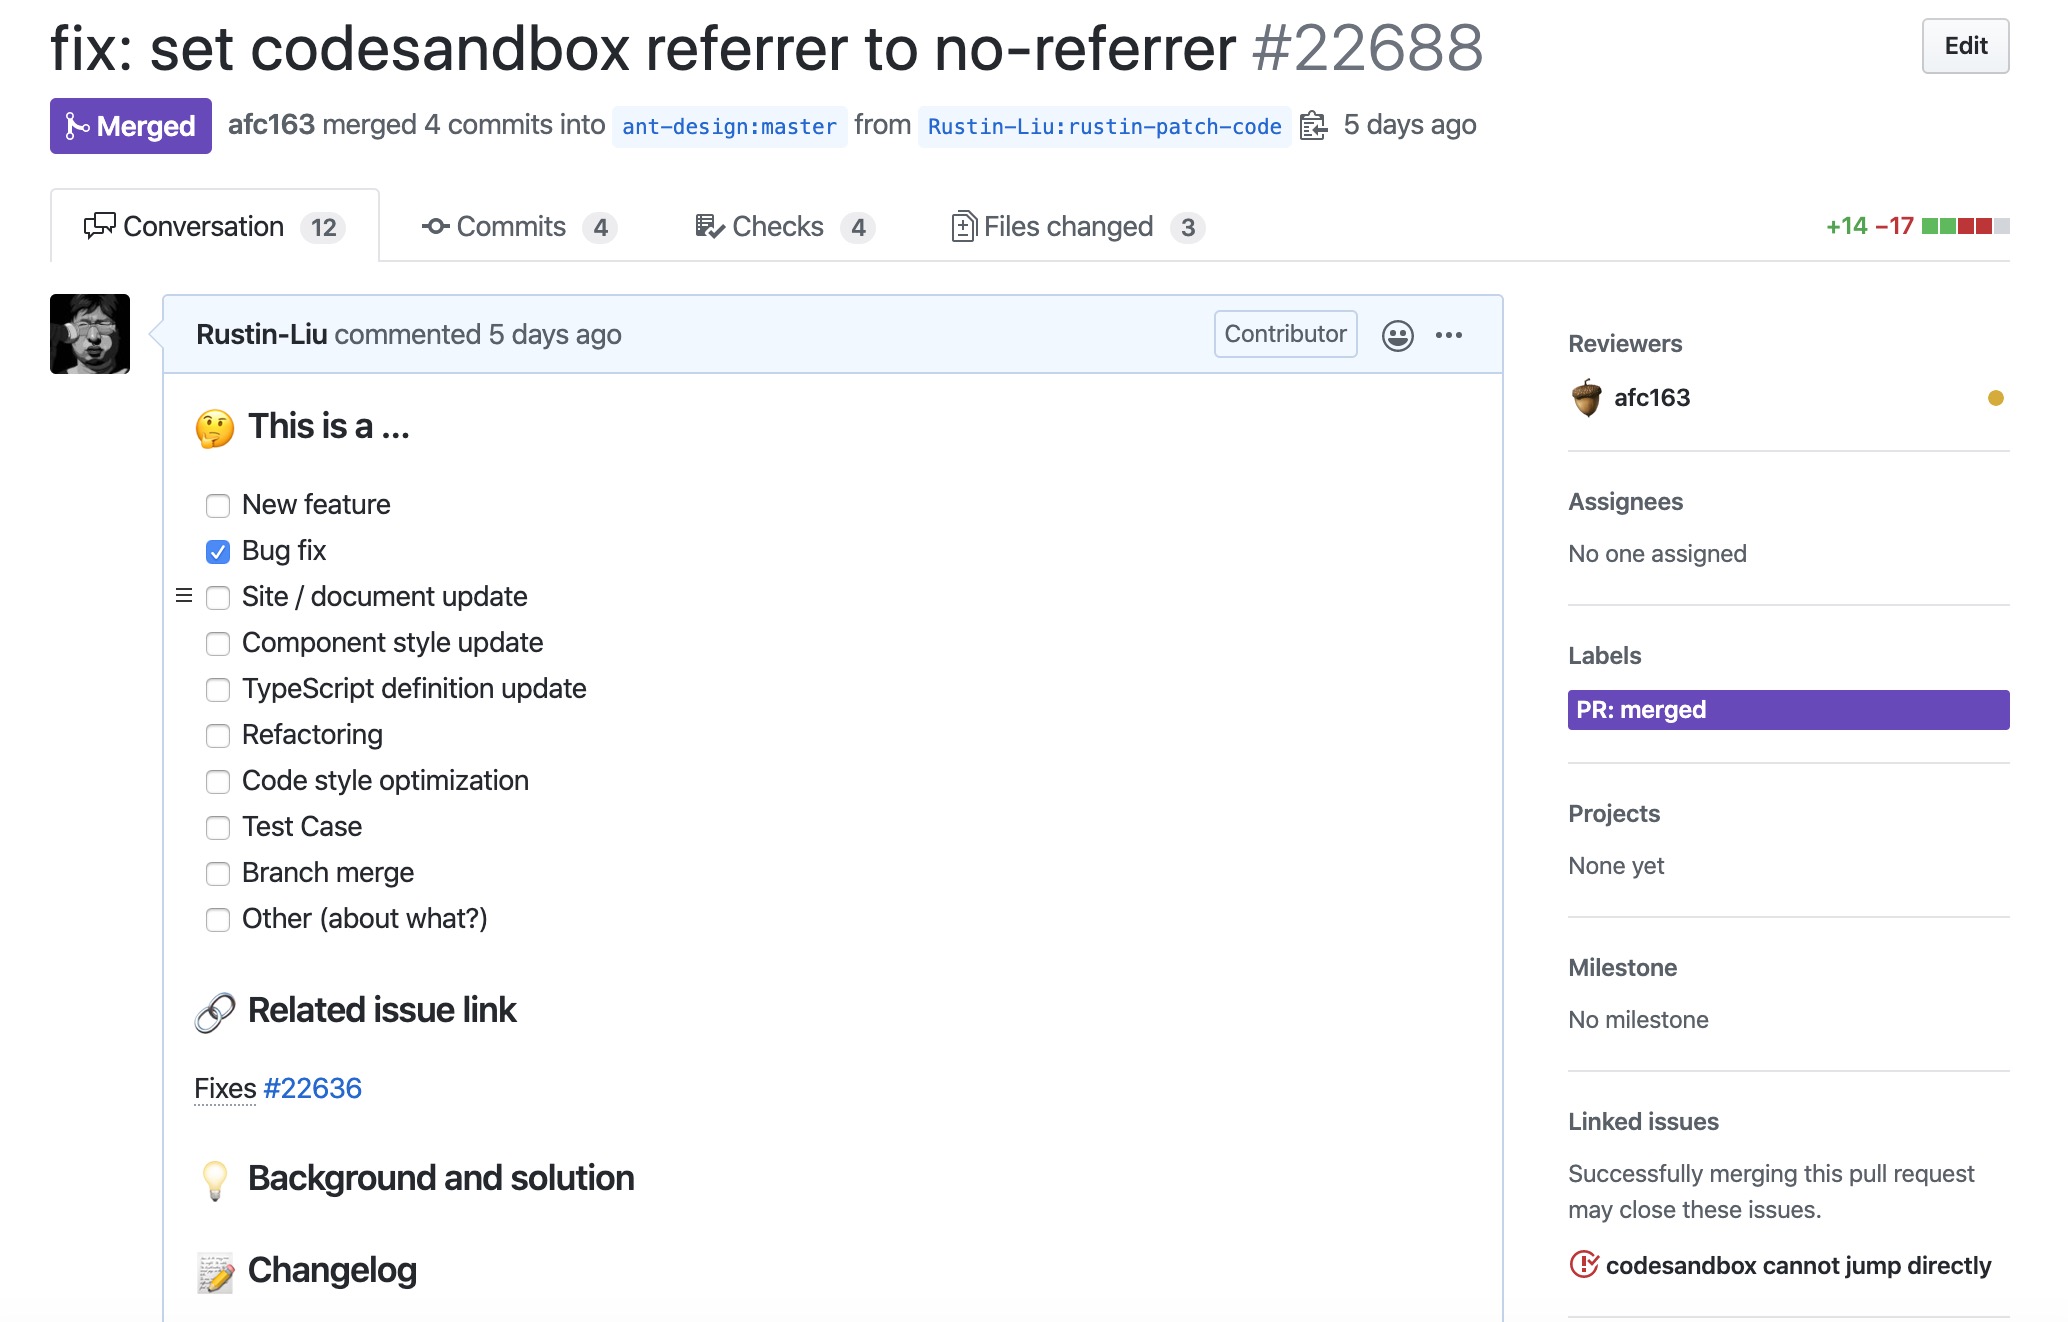 fix: set codesandbox referrer to no-referrer #22688
Edit
Merged
afc163 merged 4 commits into ant-design:master from Rustin-Liu:rustin-patch-code 5 days ago
Conversation 12
Commits 4
Checks 4
Files changed 3
+14 −17
Rustin-Liu commented 5 days ago
Contributor
🤔 This is a ...
New feature
Bug fix
Site / document update
Component style update
TypeScript definition update
Refactoring
Code style optimization
Test Case
Branch merge
Other (about what?)
🔗 Related issue link
Fixes #22636
💡 Background and solution
📝 Changelog
Reviewers
afc163
Assignees
No one assigned
Labels
PR: merged
Projects
None yet
Milestone
No milestone
Linked issues
Successfully merging this pull request
may close these issues.
codesandbox cannot jump directly